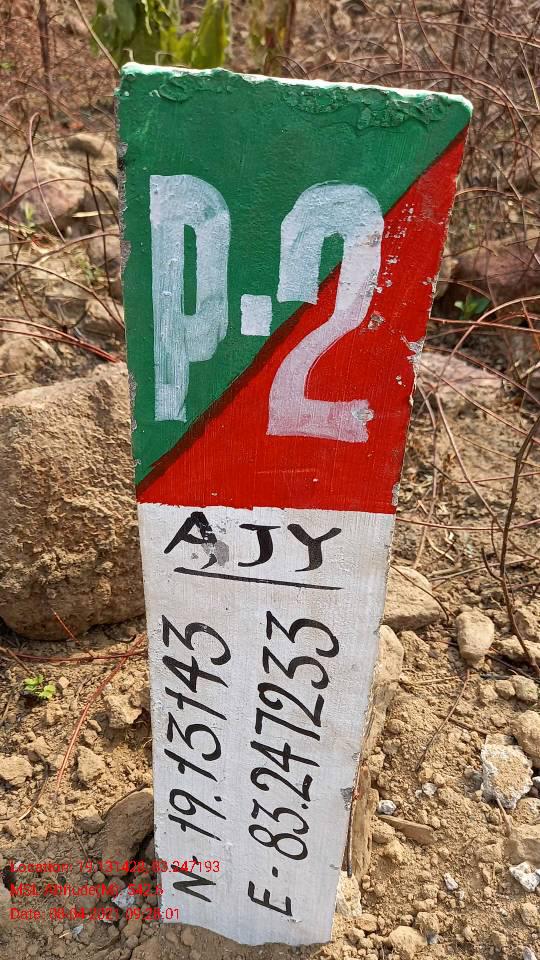 P.2
AJY
N- 19.13143
E-83.247233
Location: 19.131428, 83.247193
MSL Altitude(M): 542.6
Date: 08-04-2021 09:28:01